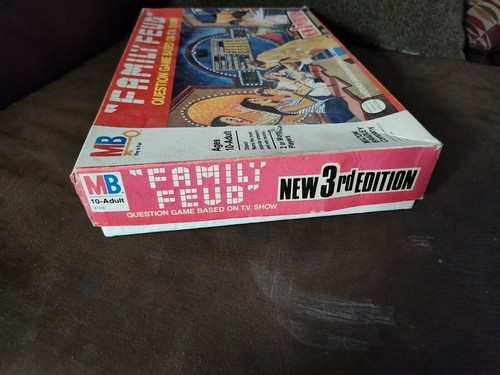 "FAMILY FEUD"
QUESTION GAME BASED ON T.V. SHOW
MB
Ages
10-Adult
MB
10-Adult
"FAMILY
FEUD"
QUESTION GAME BASED ON T.V. SHOW
NEW 3rd EDITION